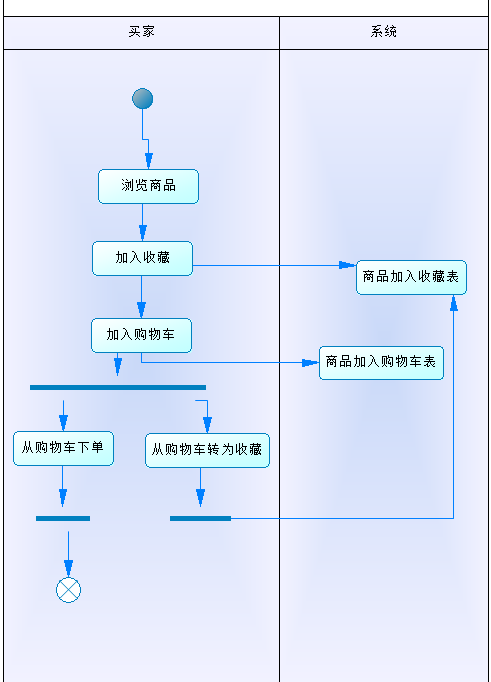 买家
系统
浏览商品
加入收藏
商品加入收藏表
加入购物车
商品加入购物车表
从购物车下单
从购物车转为收藏